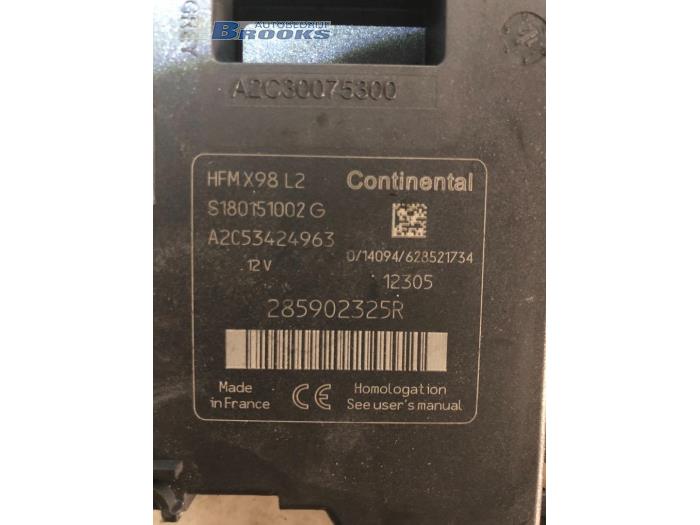 AUTOBEDRIJF
BROOKS
GREY
A2C30075300
HFM X98 L2
Continental
S180151002 G
A2C53424963
0/14094/628521734
12 V
12305
285902325R
Made
in France
CE
Homologation
See user's manual